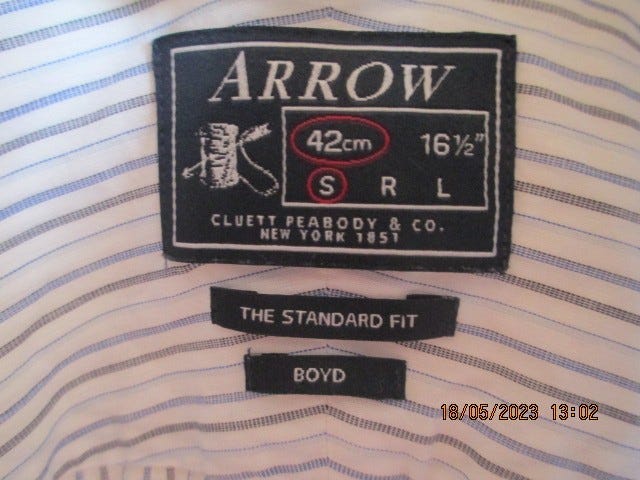 ARROW
42cm 16½"
S R L
CLUETT PEABODY & CO.
NEW YORK 1851
THE STANDARD FIT
BOYD
18/05/2023 13:02